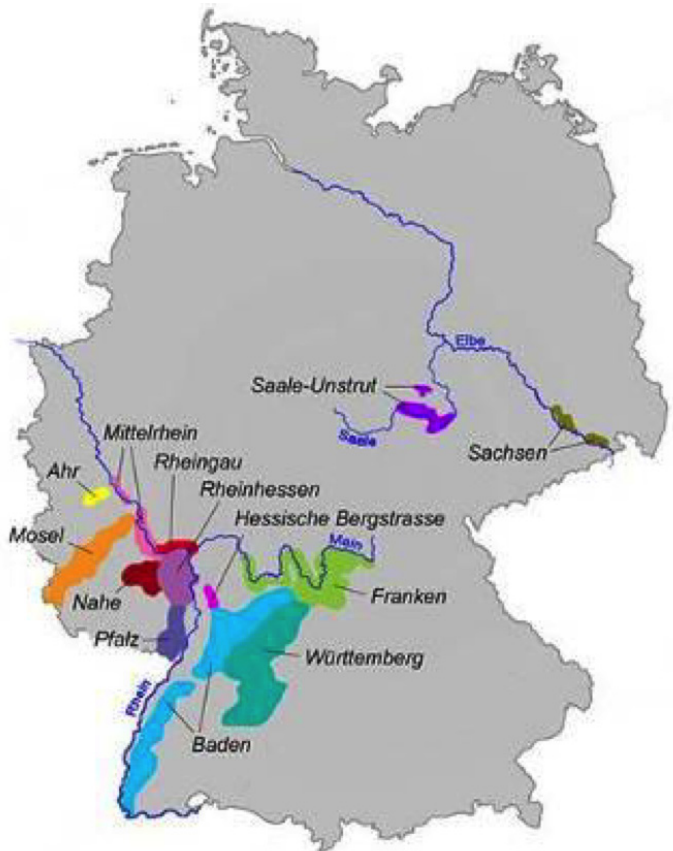 Elbe
Saale-Unstrut
Saale
Sachsen
Mittelrhein
Rheingau
Ahr
Rheinhessen
Hessische Bergstrasse
Mosel
Main
Nahe
Franken
Pfalz
Württemberg
Rhein
Baden